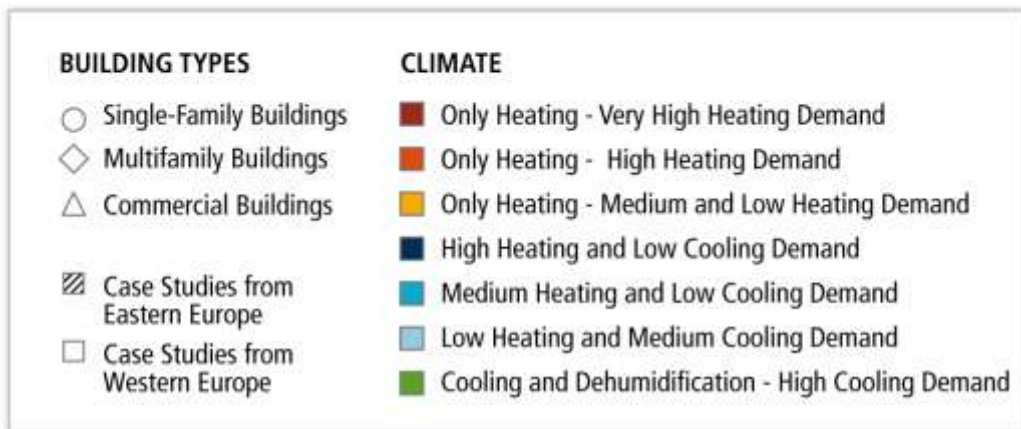 BUILDING TYPES
Single-Family Buildings
Multifamily Buildings
Commercial Buildings
Case Studies from
Eastern Europe
Case Studies from
Western Europe
CLIMATE
Only Heating - Very High Heating Demand
Only Heating - High Heating Demand
Only Heating - Medium and Low Heating Demand
High Heating and Low Cooling Demand
Medium Heating and Low Cooling Demand
Low Heating and Medium Cooling Demand
Cooling and Dehumidification - High Cooling Demand